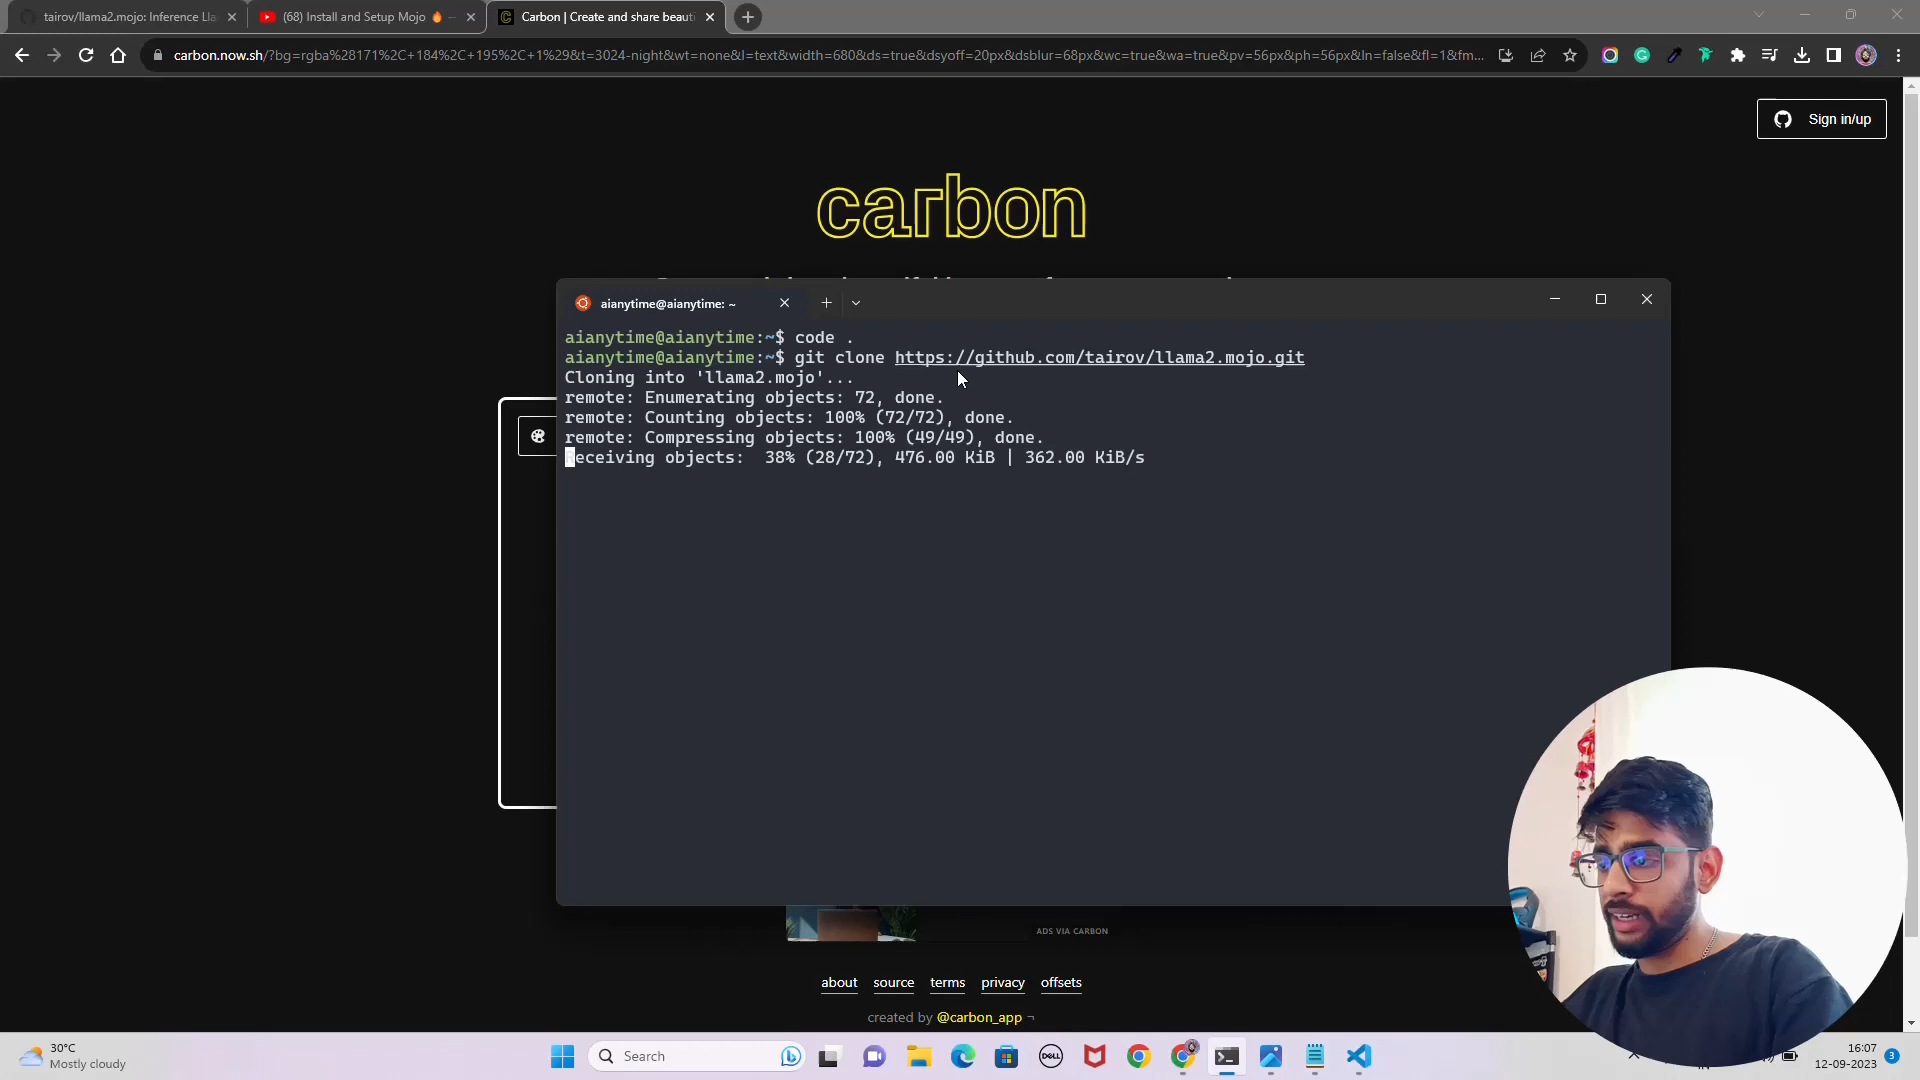 tairov/llama2.mojo: Inference Lla
(68) Install and Setup Mojo 🔥 –
Carbon | Create and share beauti
carbon.now.sh/?bg=rgba%28171%2C+184%2C+195%2C+1%29&t=3024-night&wt=none&l=text&width=680&ds=true&dsyoff=20px&dsblur=68px&wc=true&wa=true&pv=56px&ph=56px&ln=false&fl=1&fm...
Sign in/up
carbon
aianytime@aianytime: ~
aianytime@aianytime:~$ code .
aianytime@aianytime:~$ git clone https://github.com/tairov/llama2.mojo.git
Cloning into 'llama2.mojo'...
remote: Enumerating objects: 72, done.
remote: Counting objects: 100% (72/72), done.
remote: Compressing objects: 100% (49/49), done.
Receiving objects:  38% (28/72), 476.00 KiB | 362.00 KiB/s
ADS VIA CARBON
about source terms privacy offsets
created by @carbon_app ¬
30°C
Mostly cloudy
Search
DELL
16:07
12-09-2023
3